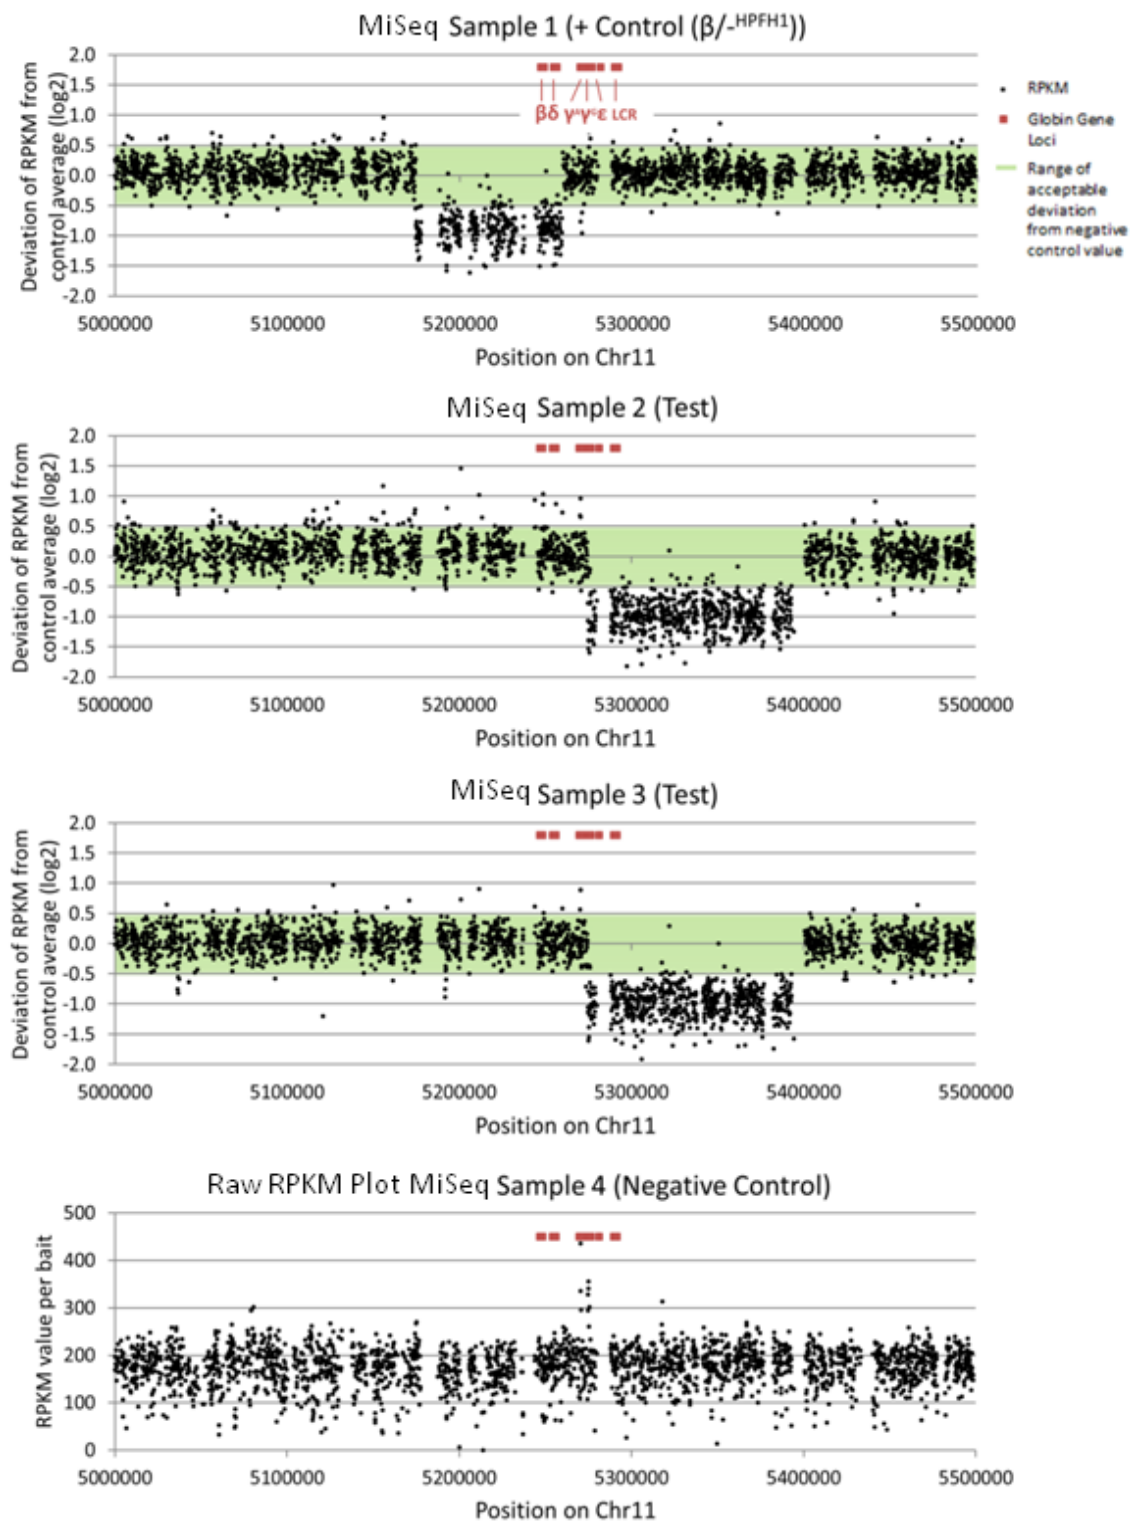 MiSeq Sample 1 (+ Control (β/-HPFH1))
Deviation of RPKM from
control average (log2)
2.0
1.5
1.0
0.5
0.0
-0.5
1.0
1.5
-2.0
βδ γᴬγᴳε LCR
5000000 5100000 5200000 5300000 5400000 5500000
Position on Chr11
RPKM
Globin Gene
Loci
Range of
acceptable
deviation
from negative
control value
MiSeq Sample 2 (Test)
Deviation of RPKM from
control average (log2)
2.0
1.5
1.0
0.5
0.0
-0.5
-1.0
-1.5
-2.0
5000000 5100000 5200000 5300000 5400000 5500000
Position on Chr11
MiSeq Sample 3 (Test)
Deviation of RPKM from
control average (log2)
2.0
1.5
1.0
0.5
0.0
-0.5
-1.0
-1.5
-2.0
5000000 5100000 5200000 5300000 5400000 5500000
Position on Chr11
Raw RPKM Plot MiSeq Sample 4 (Negative Control)
RPKM value per bait
500
400
300
200
100
0
5000000 5100000 5200000 5300000 5400000 5500000
Position on Chr11